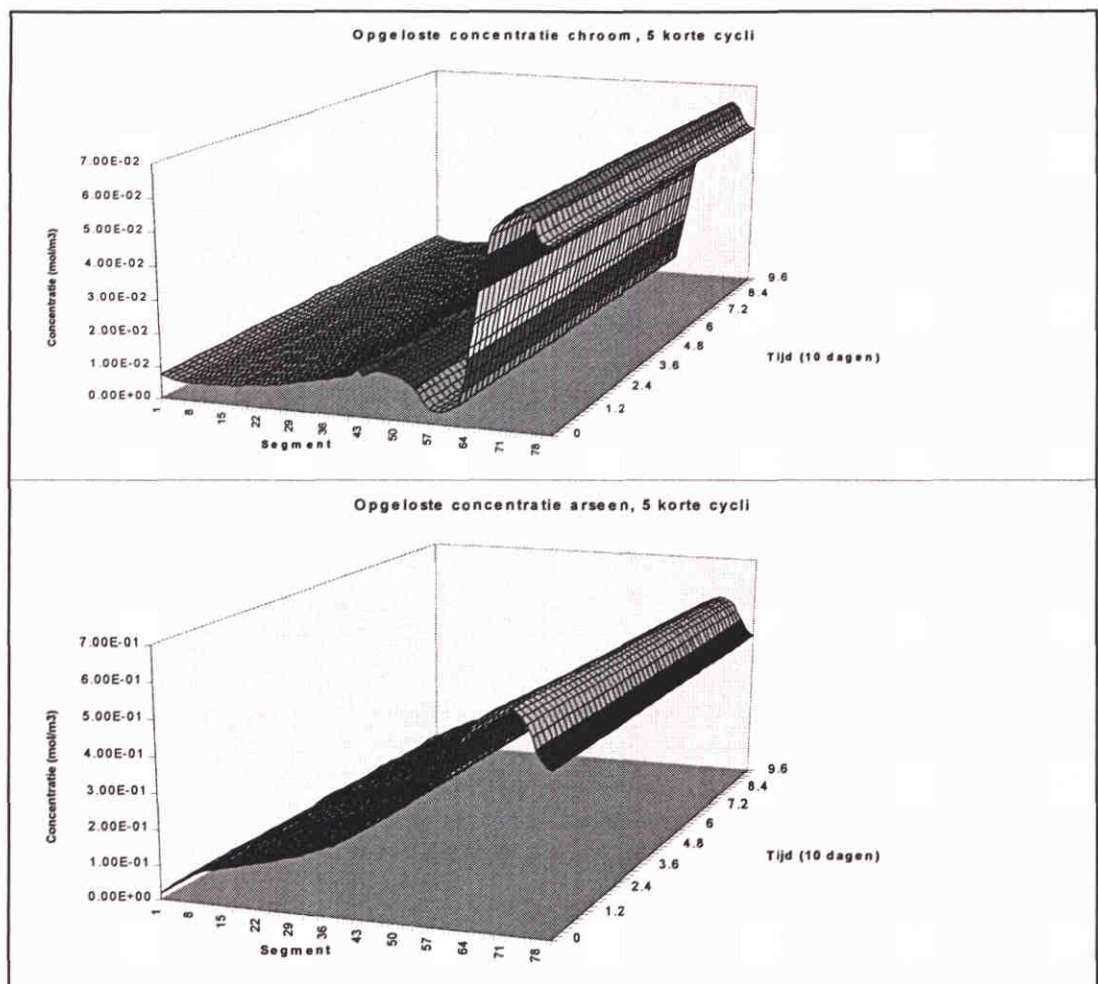 Opgeloste concentratie chroom, 5 korte cycli
Concentratie (mol/m3)
7.00E-02
6.00E-02
5.00E-02
4.00E-02
3.00E-02
2.00E-02
1.00E-02
0.00E+00
1
8
15
22
29
36
43
50
57
64
71
78
Segment
9.6
8.4
7.2
6
4.8
3.6
2.4
1.2
0
Tijd (10 dagen)
Opgeloste concentratie arseen, 5 korte cycli
Concentratie (mol/m3)
7.00E-01
6.00E-01
5.00E-01
4.00E-01
3.00E-01
2.00E-01
1.00E-01
0.00E+00
1
8
15
22
29
36
43
50
57
64
71
78
Segment
9.6
8.4
7.2
6
4.8
3.6
2.4
1.2
0
Tijd (10 dagen)